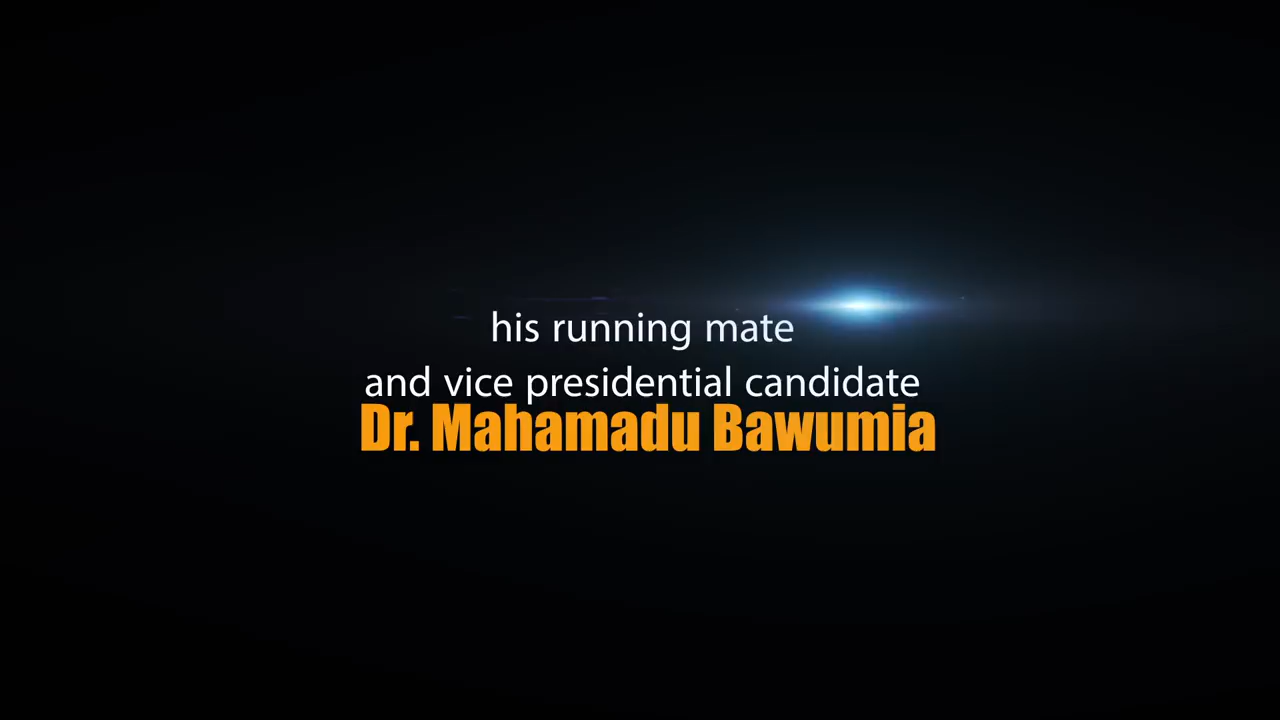 his running mate
and vice presidential candidate
Dr. Mahamadu Bawumia